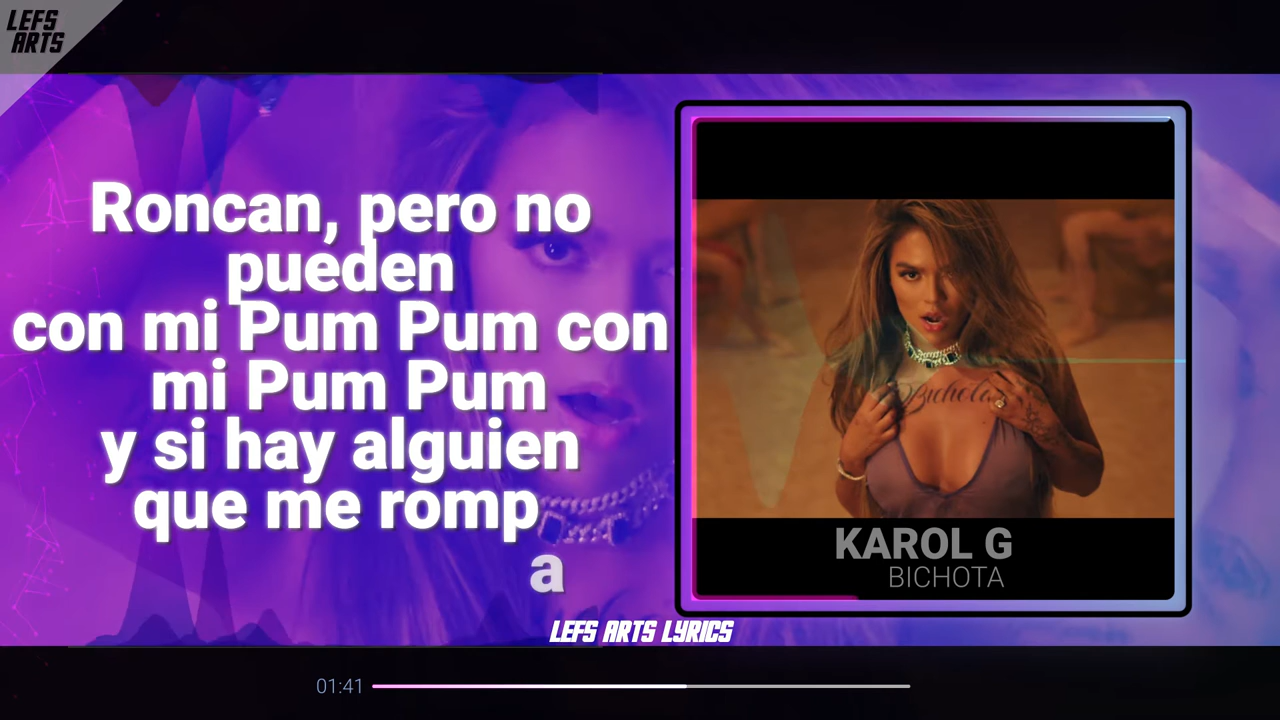 LEFS
ARTS
Roncan, pero no
pueden
con mi Pum Pum con
mi Pum Pum
y si hay alguien
que me romp
a
Bichota
KAROL G
BICHOTA
LEFS ARTS LYRICS
01:41